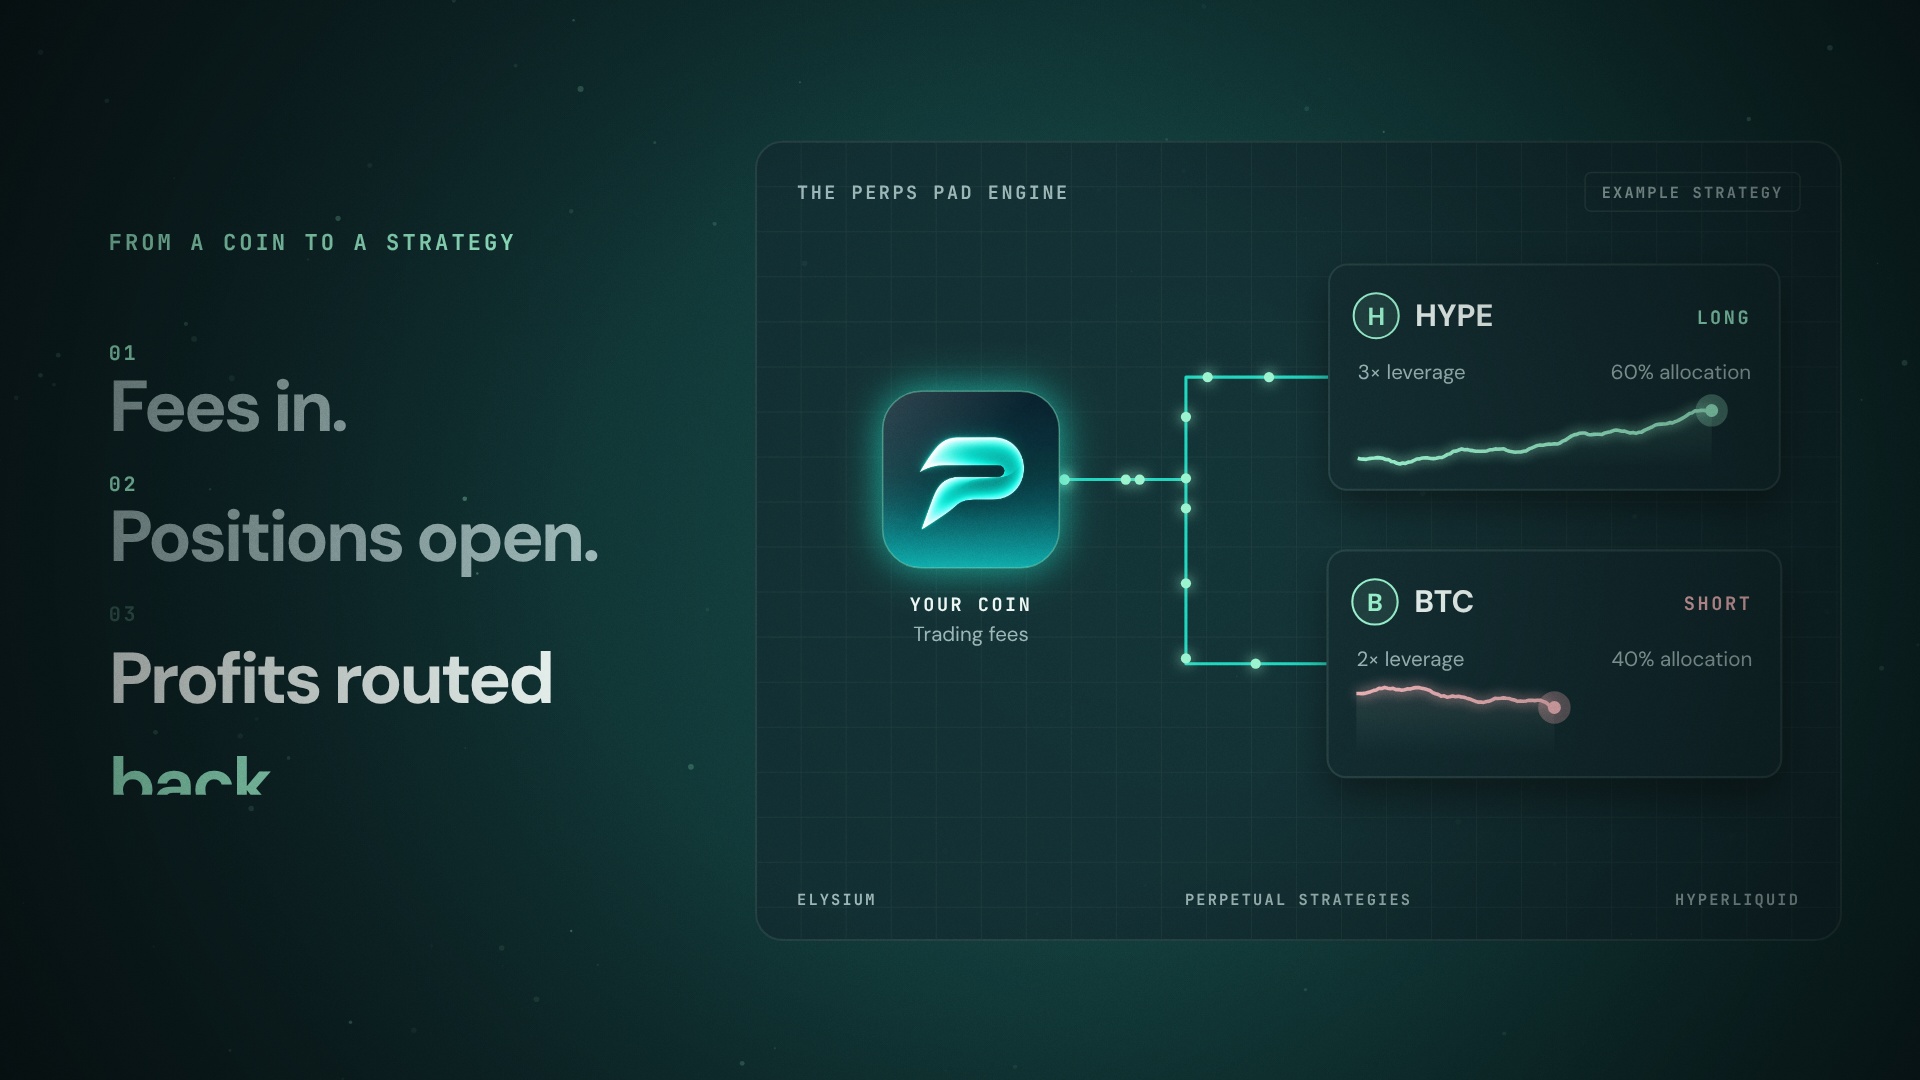 FROM A COIN TO A STRATEGY
01
Fees in.
02
Positions open.
03
Profits routed
back
THE PERPS PAD ENGINE
EXAMPLE STRATEGY
YOUR COIN
Trading fees
H HYPE LONG
3× leverage 60% allocation
B BTC SHORT
2× leverage 40% allocation
ELYSIUM PERPETUAL STRATEGIES HYPERLIQUID